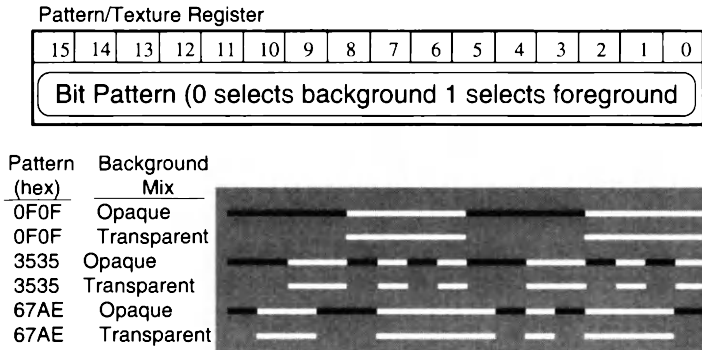 Pattern/Texture Register
15 14 13 12 11 10 9 8 7 6 5 4 3 2 1 0
Bit Pattern (0 selects background 1 selects foreground
Pattern Background
(hex) Mix
0F0F Opaque
0F0F Transparent
3535 Opaque
3535 Transparent
67AE Opaque
67AE Transparent